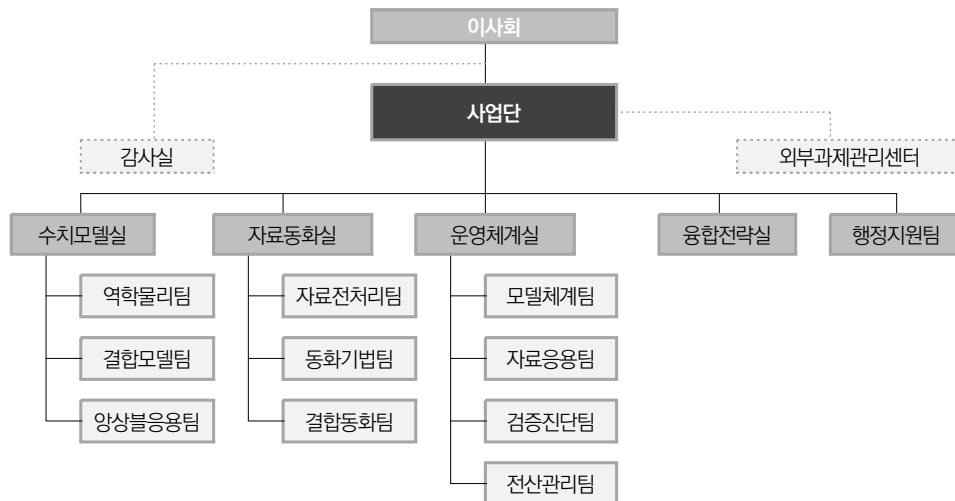 이사회
사업단
감사실
외부과제관리센터
수치모델실
자료동화실
운영체계실
융합전략실
행정지원팀
역학물리팀
자료전처리팀
모델체계팀
결합모델팀
동화기법팀
자료응용팀
앙상블응용팀
결합동화팀
검증진단팀
전산관리팀